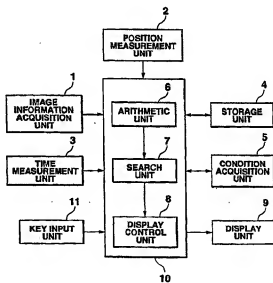 2
POSITION
MEASUREMENT
UNIT
1
IMAGE
INFORMATION
ACQUISITION
UNIT
6
ARITHMETIC
UNIT
4
STORAGE
UNIT
3
TIME
MEASUREMENT
UNIT
7
SEARCH
UNIT
5
CONDITION
ACQUISITION
UNIT
11
KEY INPUT
UNIT
8
DISPLAY
CONTROL
UNIT
9
DISPLAY
UNIT
10